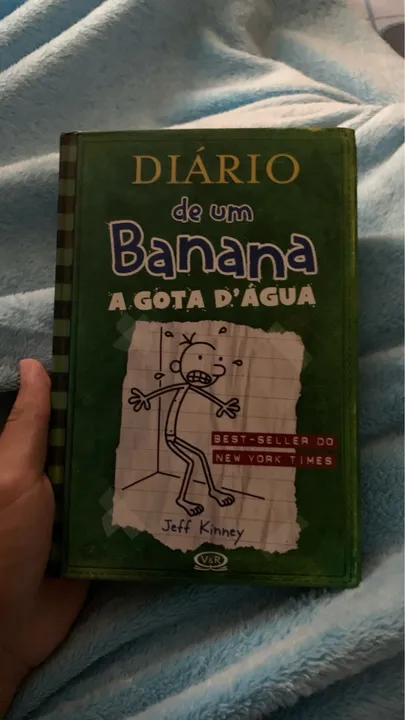 DIÁRIO
de um
Banana
A GOTA D'ÁGUA
BEST-SELLER DO
NEW YORK TIMES
Jeff Kinney
V&R